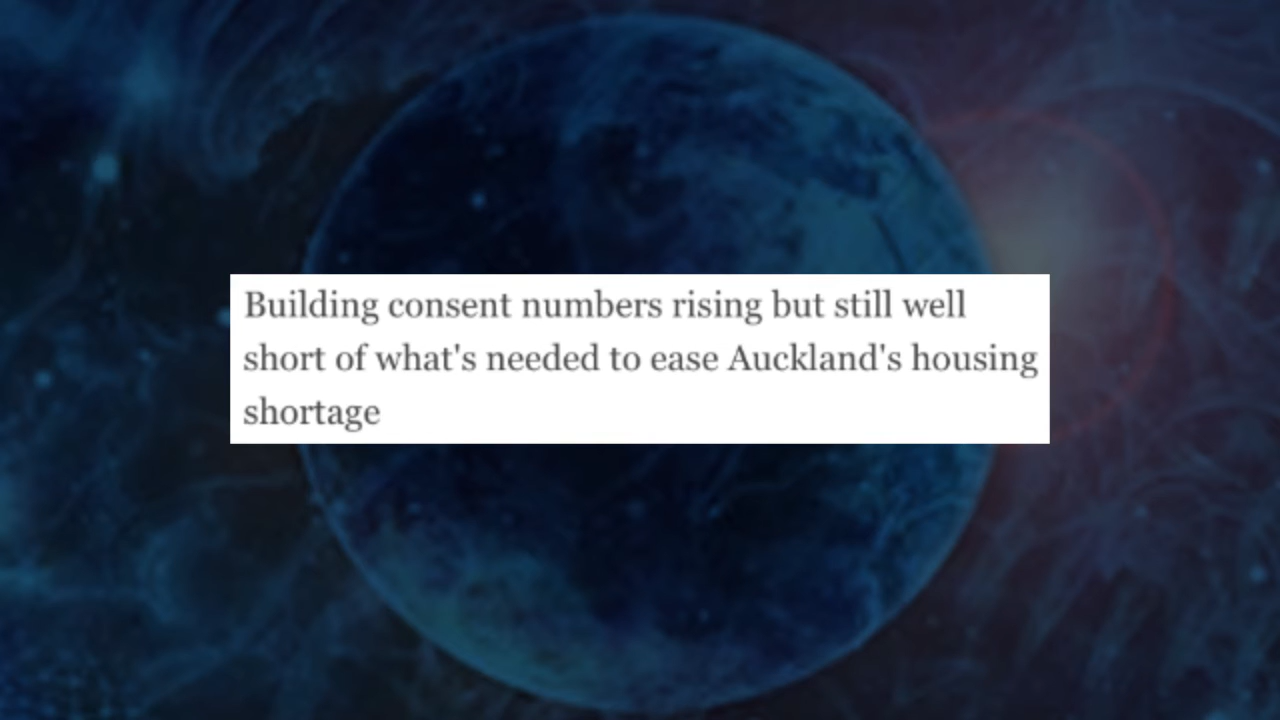 Building consent numbers rising but still well
short of what's needed to ease Auckland's housing
shortage